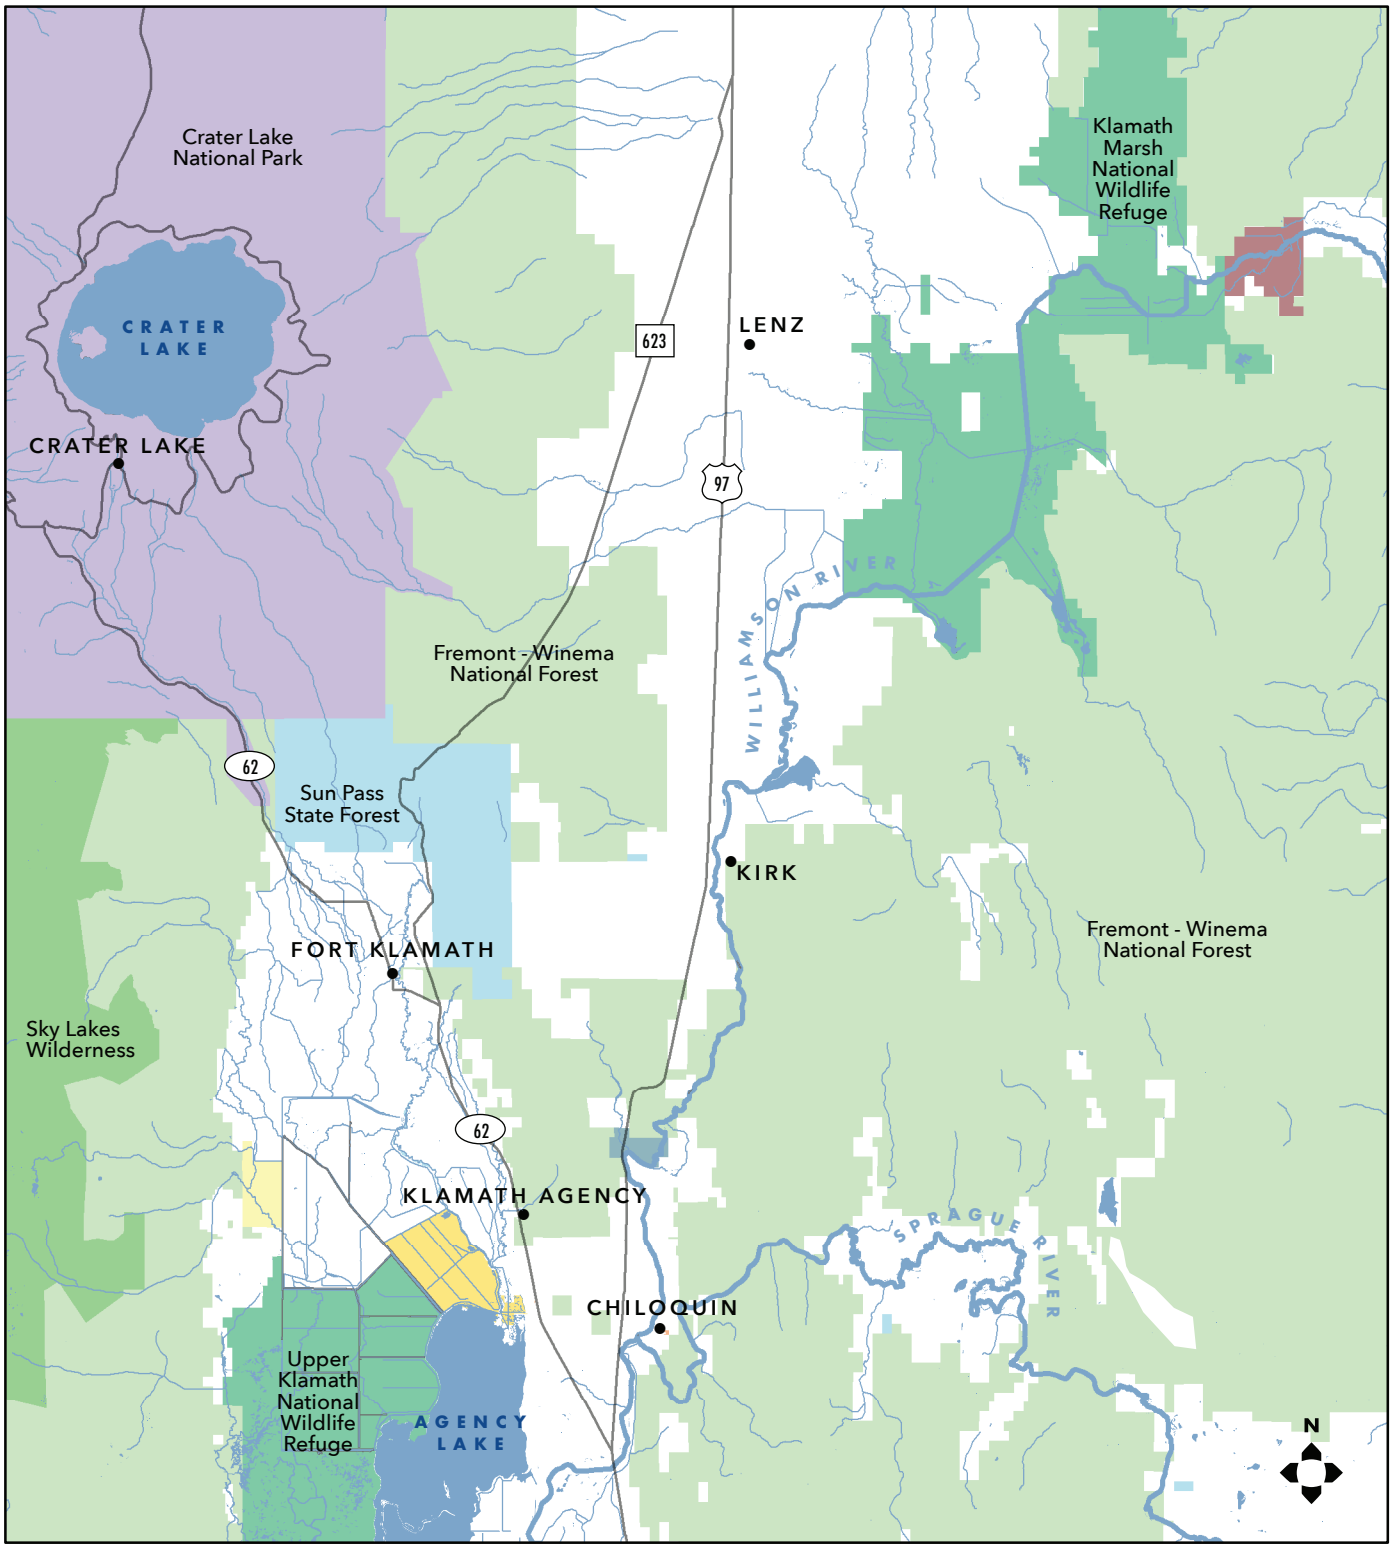 Crater Lake
National Park
Klamath
Marsh
National
Wildlife
Refuge
CRATER
LAKE
LENZ
623
CRATER LAKE
97
WILLIAMSON RIVER
Fremont - Winema
National Forest
62
Sun Pass
State Forest
KIRK
FORT KLAMATH
Fremont - Winema
National Forest
Sky Lakes
Wilderness
62
KLAMATH AGENCY
SPRAGUE RIVER
CHILOQUIN
Upper
Klamath
National
Wildlife
Refuge
AGENCY
LAKE
N